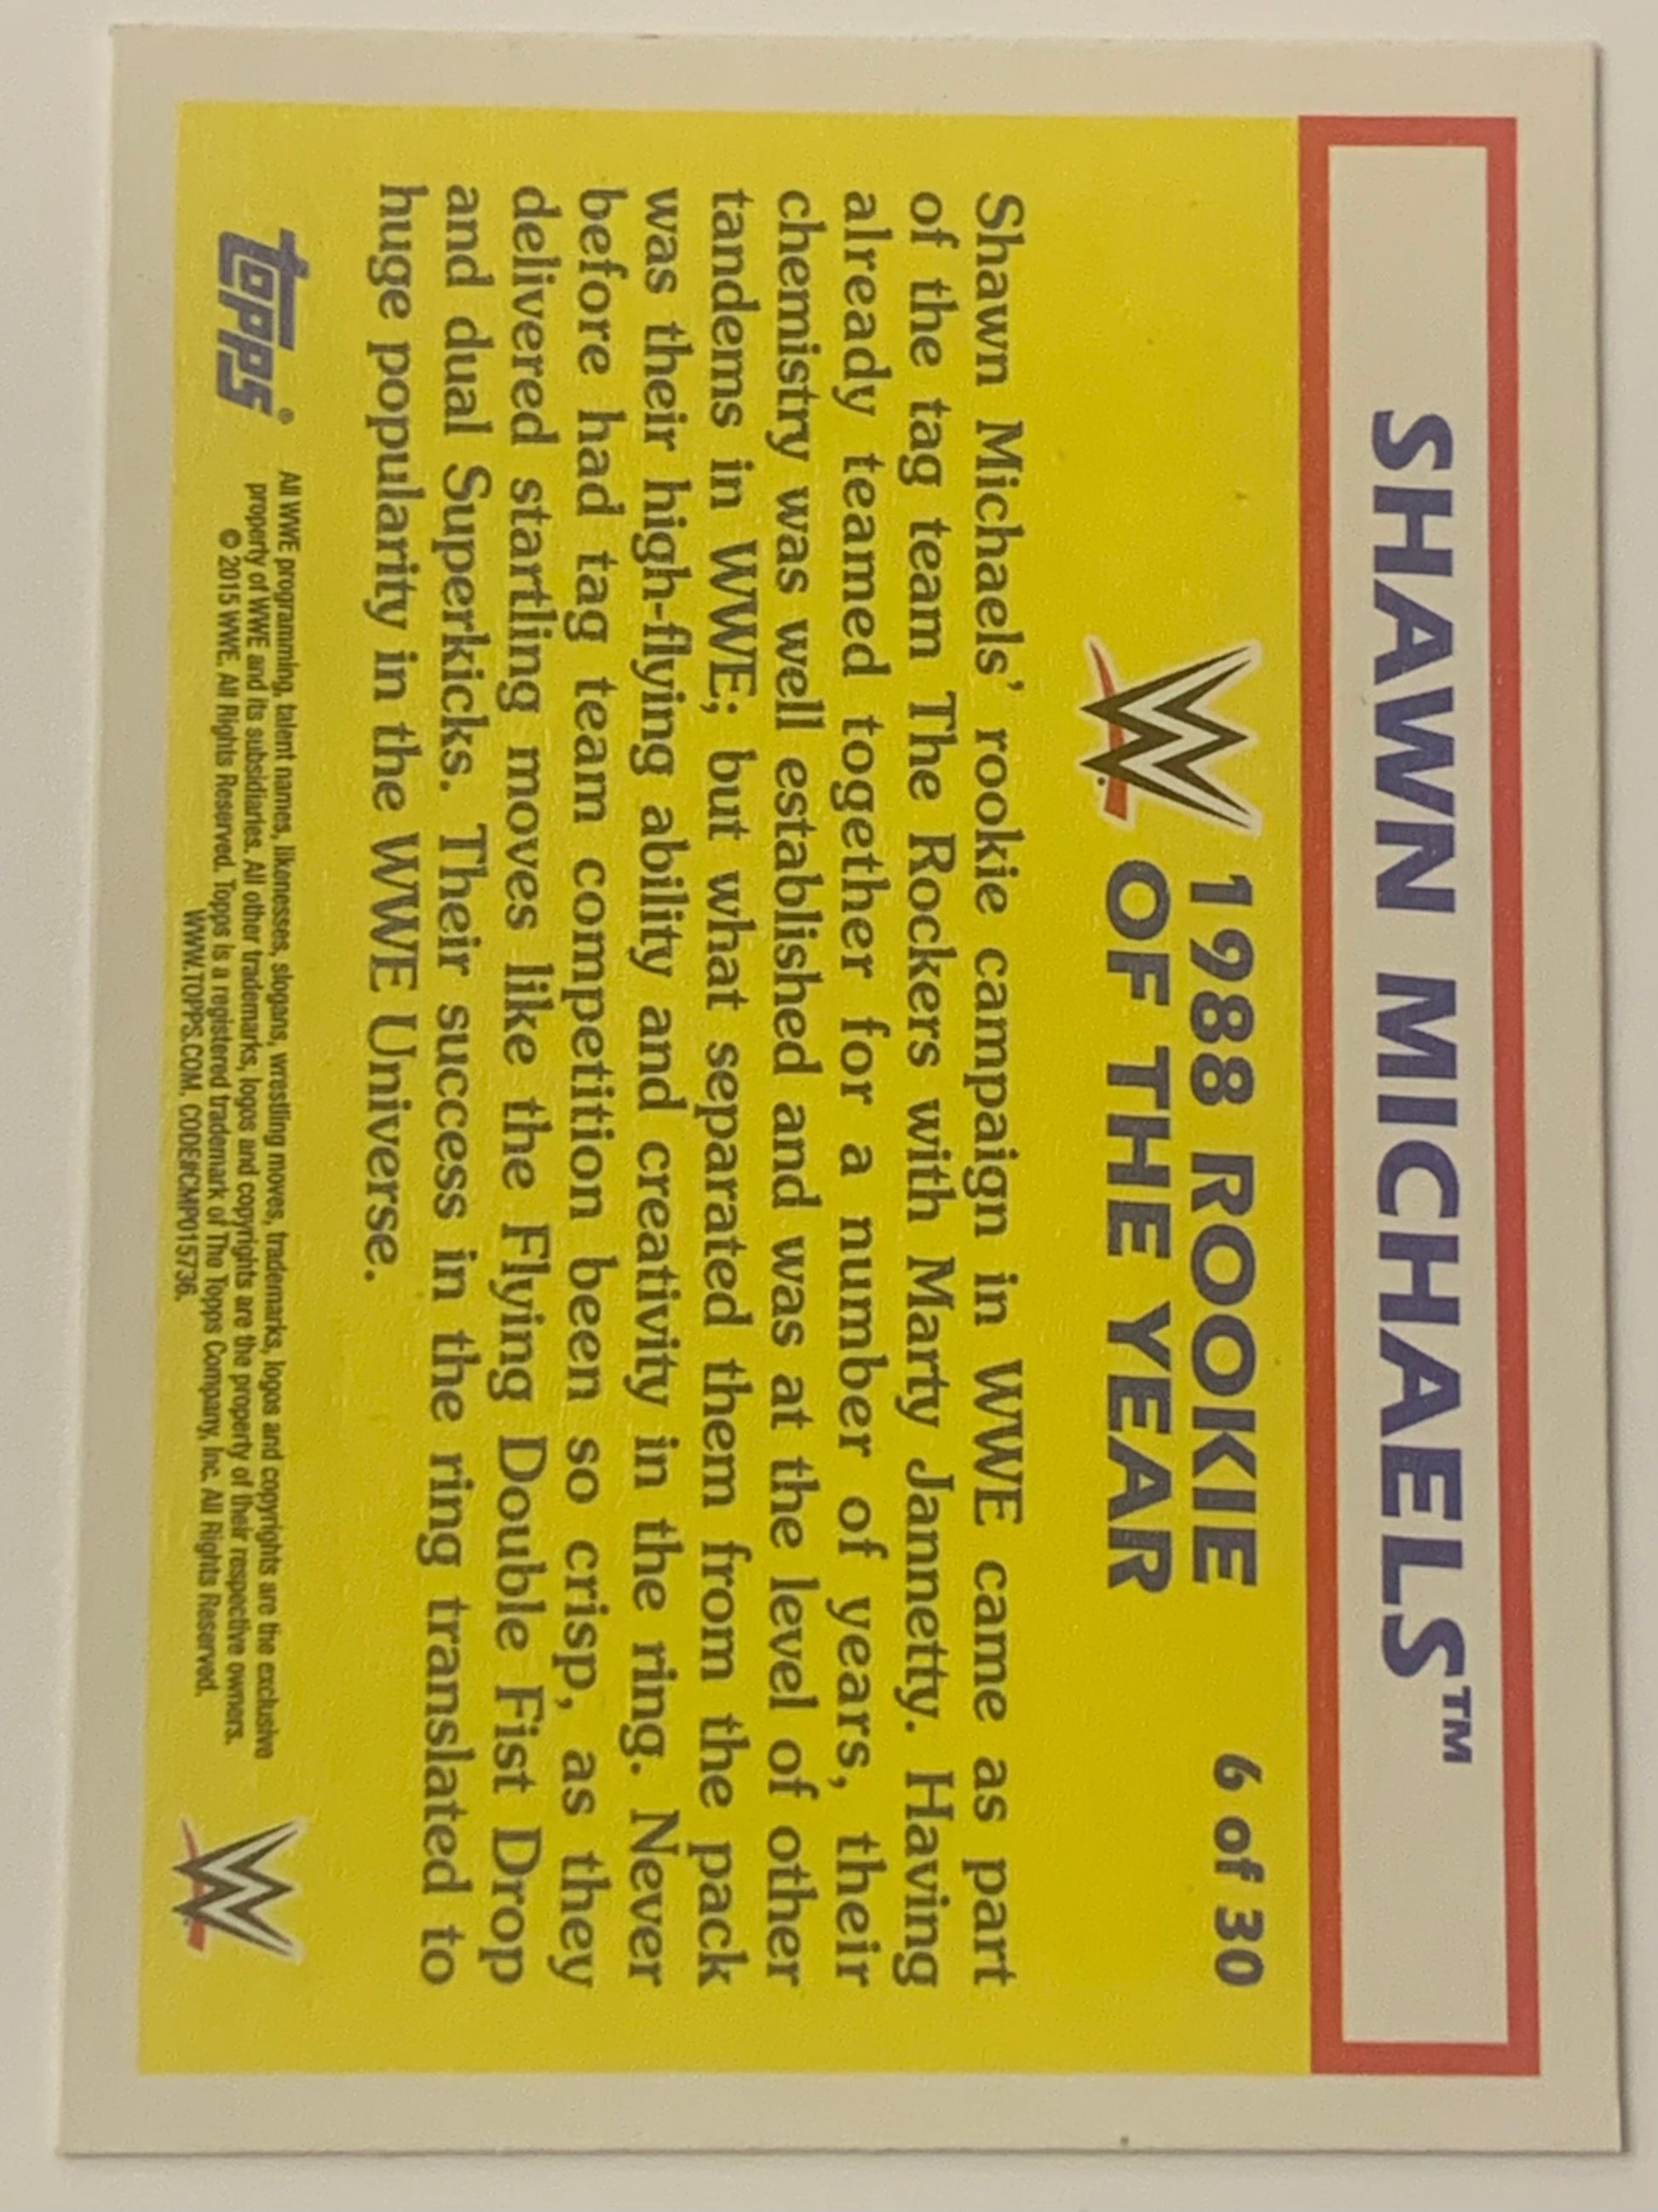 SHAWN MICHAELS™
6 of 30
W 1988 ROOKIE
OF THE YEAR
Shawn Michaels’ rookie campaign in WWE came as part
of the tag team The Rockers with Marty Jannetty. Having
already teamed together for a number of years, their
chemistry was well established and was at the level of other
tandems in WWE; but what separated them from the pack
was their high-flying ability and creativity in the ring. Never
before had tag team competition been so crisp, as they
delivered startling moves like the Flying Double Fist Drop
and dual Superkicks. Their success in the ring translated to
huge popularity in the WWE Universe.
topps®
All WWE programming, talent names, likenesses, slogans, wrestling moves, trademarks, logos and copyrights are the exclusive
property of WWE and its subsidiaries. All other trademarks, logos and copyrights are the property of their respective owners.
© 2015 WWE. All Rights Reserved. Topps is a registered trademark of The Topps Company, Inc. All Rights Reserved.
WWW.TOPPS.COM. CODE#CMP015736.
W